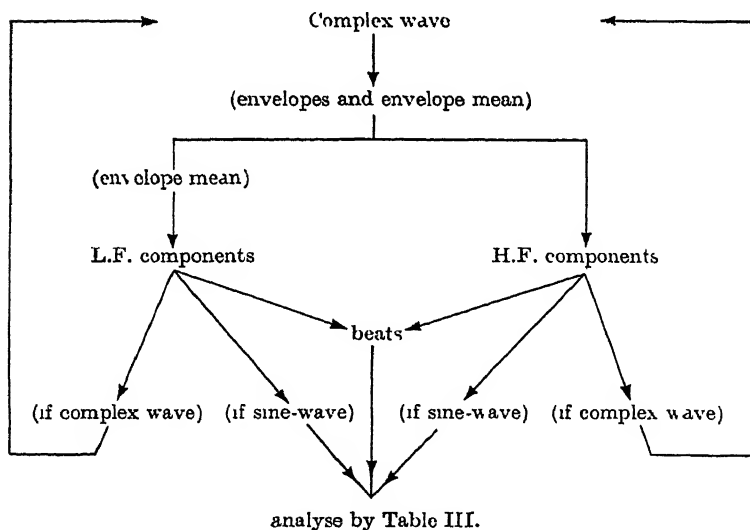 Complex wave
(envelopes and envelope mean)
(envelope mean)
L.F. components
H.F. components
beats
(if complex wave)
(if sine-wave)
(if sine-wave)
(if complex wave)
analyse by Table III.